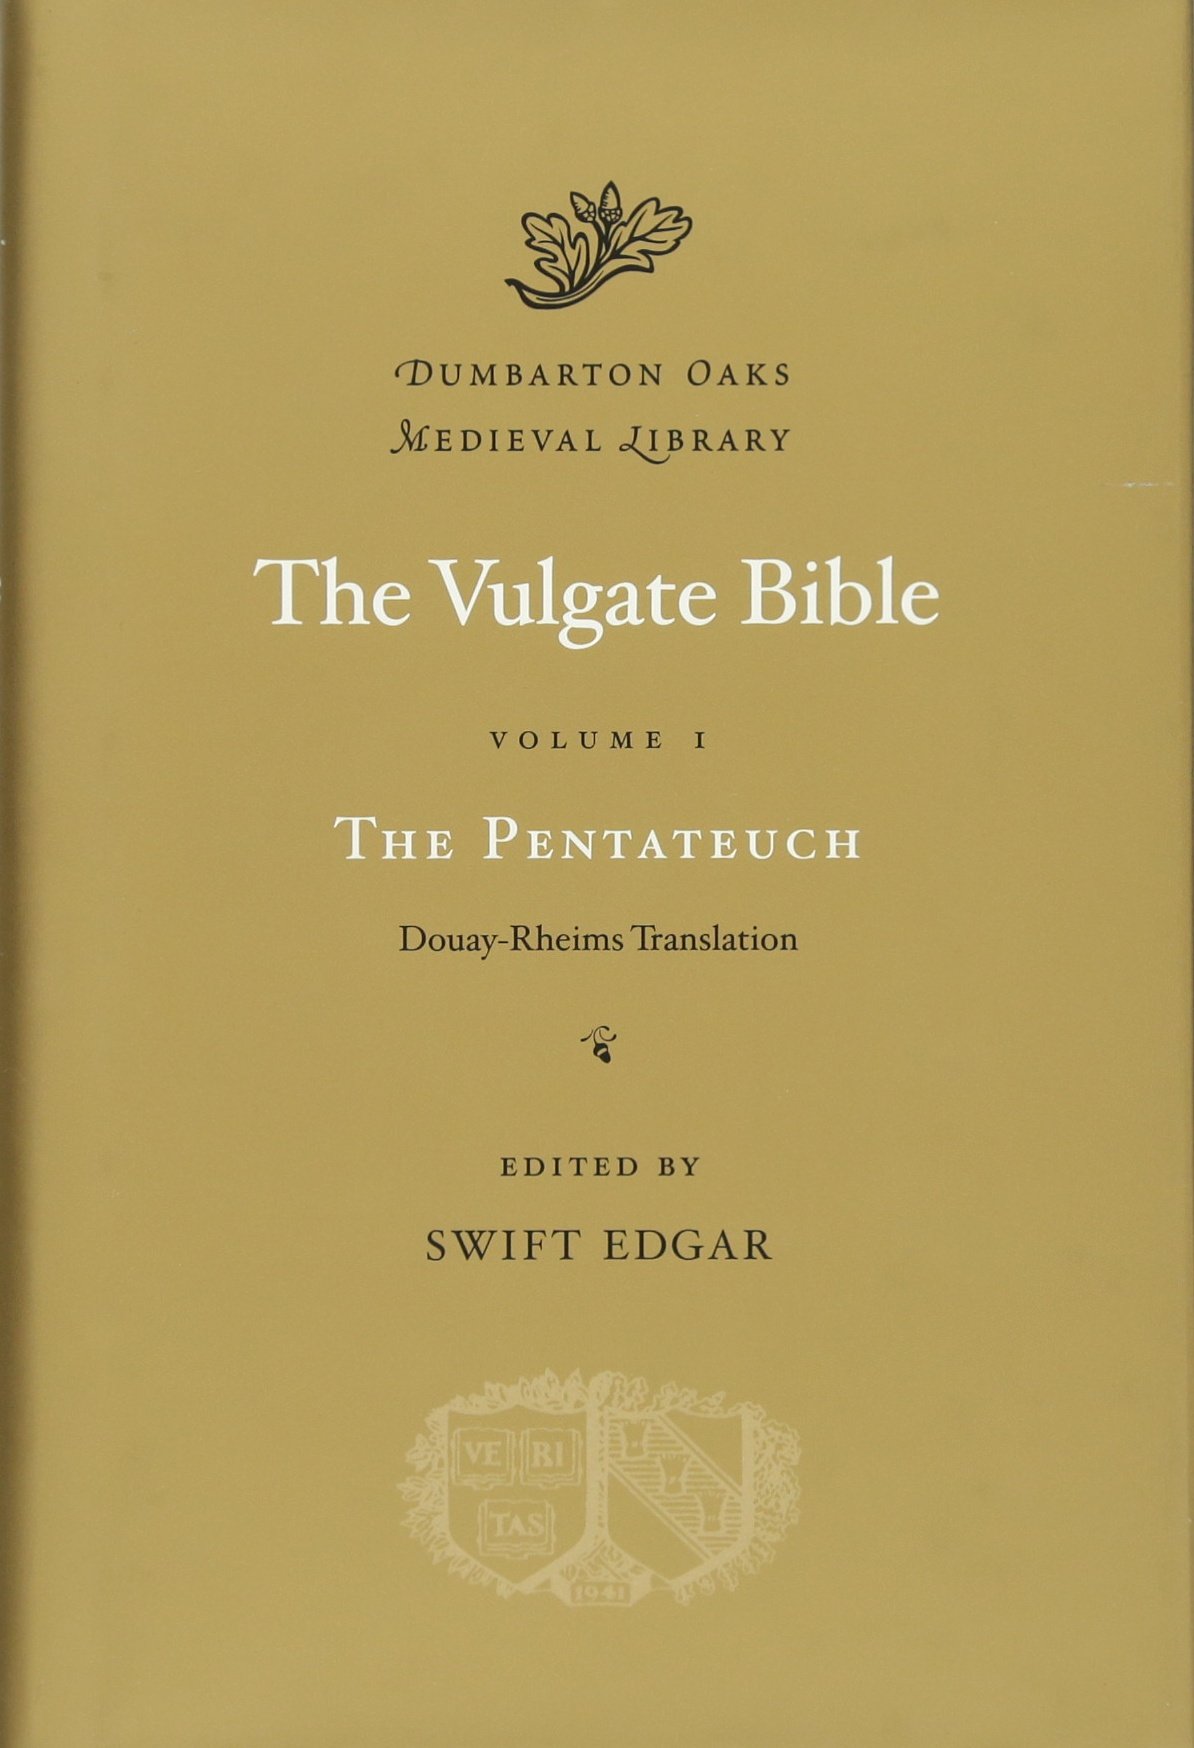 Dumbarton Oaks
Medieval Library
The Vulgate Bible
VOLUME I
The Pentateuch
Douay-Rheims Translation
EDITED BY
SWIFT EDGAR
VE RI
TAS
1941